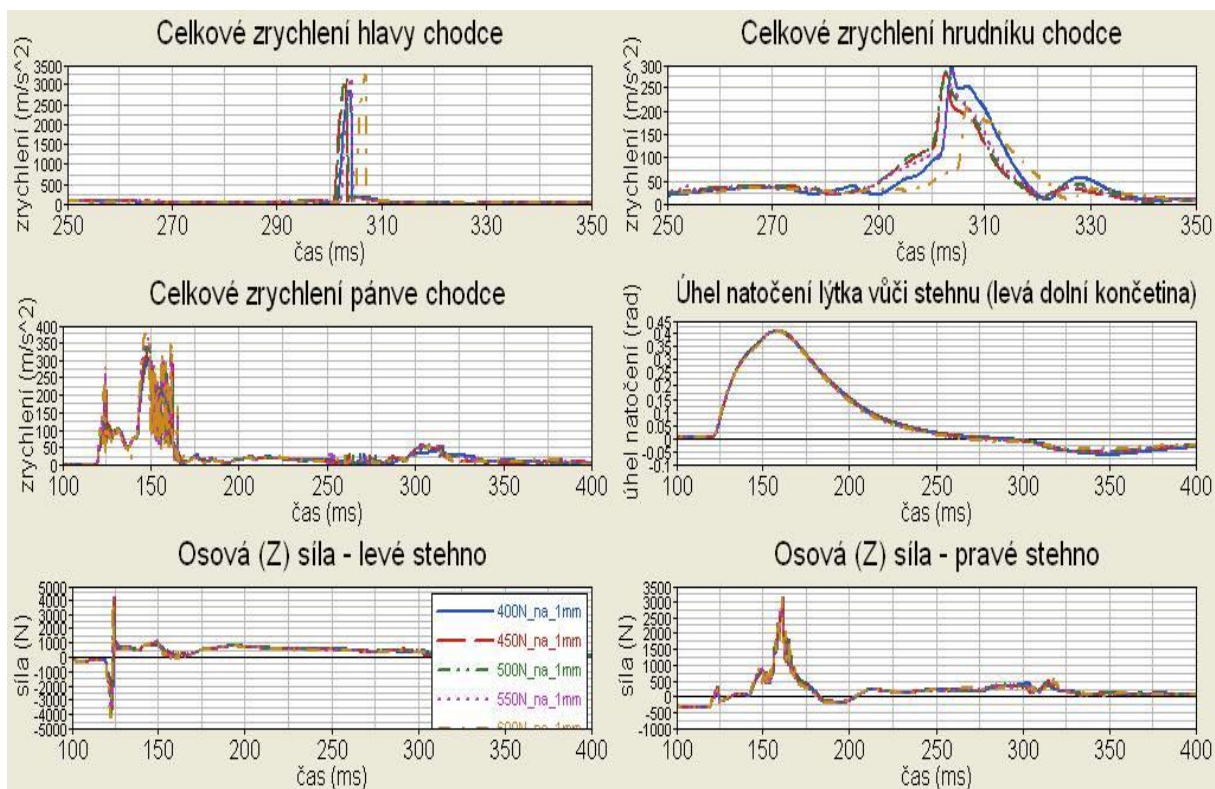 Celkové zrychlení hlavy chodce
zrychlení (m/s^2)
3500
3000
2500
2000
1500
1000
500
0
250 270 290 310 330 350
čas (ms)
Celkové zrychlení hrudníku chodce
zrychlení (m/s^2)
300
250
200
150
100
50
0
250 270 290 310 330 350
čas (ms)
Celkové zrychlení pánve chodce
zrychlení (m/s^2)
400
350
300
250
200
150
100
50
0
100 150 200 250 300 350 400
čas (ms)
Úhel natočení lýtka vůči stehnu (levá dolní končetina)
úhel natočení (rad)
0,45
0,4
0,35
0,3
0,25
0,2
0,15
0,1
0,05
0
-0,05
-0,1
100 150 200 250 300 350 400
čas (ms)
Osová (Z) síla - levé stehno
síla (N)
5000
4000
3000
2000
1000
0
-1000
-2000
-3000
-4000
-5000
100 150 200 250 300 350 400
čas (ms)
400N_na_1mm
450N_na_1mm
500N_na_1mm
550N_na_1mm
600N_na_1mm
Osová (Z) síla - pravé stehno
síla (N)
3500
3000
2500
2000
1500
1000
500
0
-500
-1000
100 150 200 250 300 350 400
čas (ms)